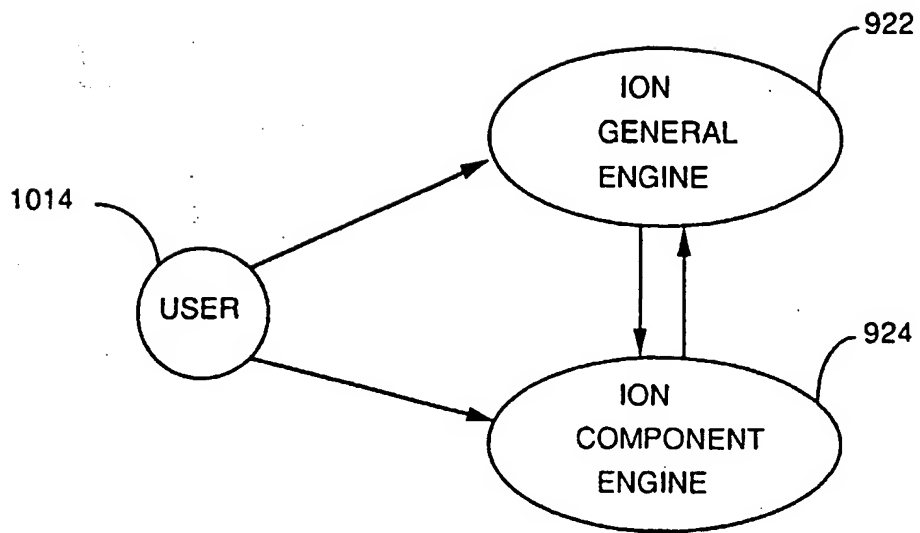 922
ION
GENERAL
ENGINE
1014
USER
924
ION
COMPONENT
ENGINE